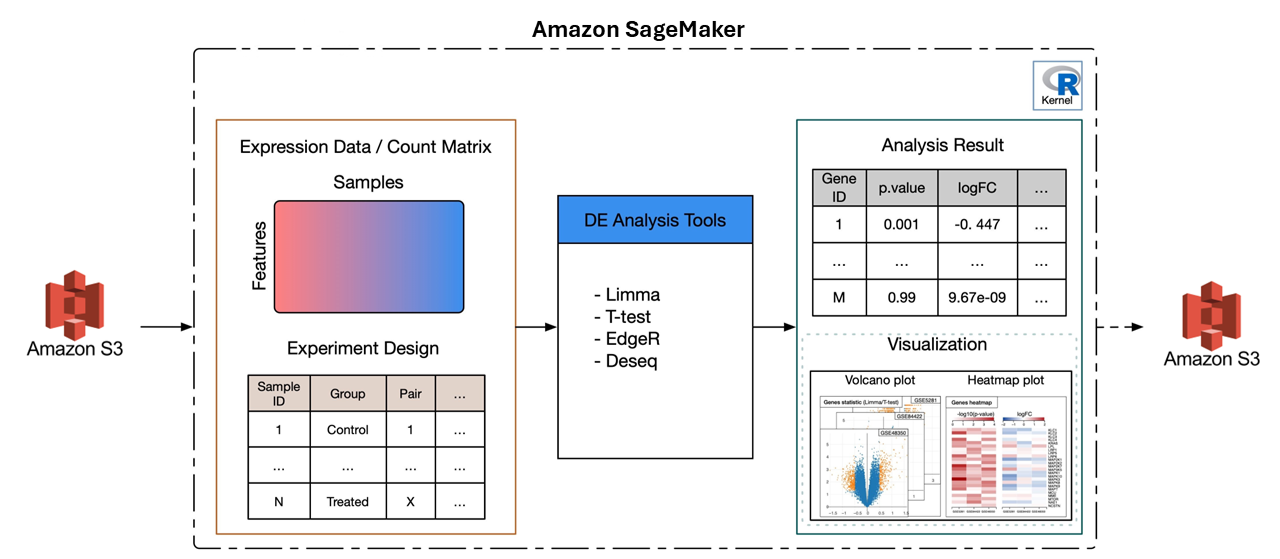 Amazon SageMaker
R
Kernel
Amazon S3
Expression Data / Count Matrix
Samples
Features
Experiment Design
Sample ID Group Pair ...
1 Control 1 ...
... ... ... ...
N Treated X ...
DE Analysis Tools
- Limma
- T-test
- EdgeR
- Deseq
Analysis Result
Gene ID p.value logFC ...
1 0.001 -0. 447 ...
... ... ... ...
M 0.99 9.67e-09 ...
Visualization
Volcano plot
Heatmap plot
Genes statistic (Limma/T-test)
GSE5281
GSE84422
GSE48350
Genes heatmap
-log10(p-value)
logFC
Amazon S3